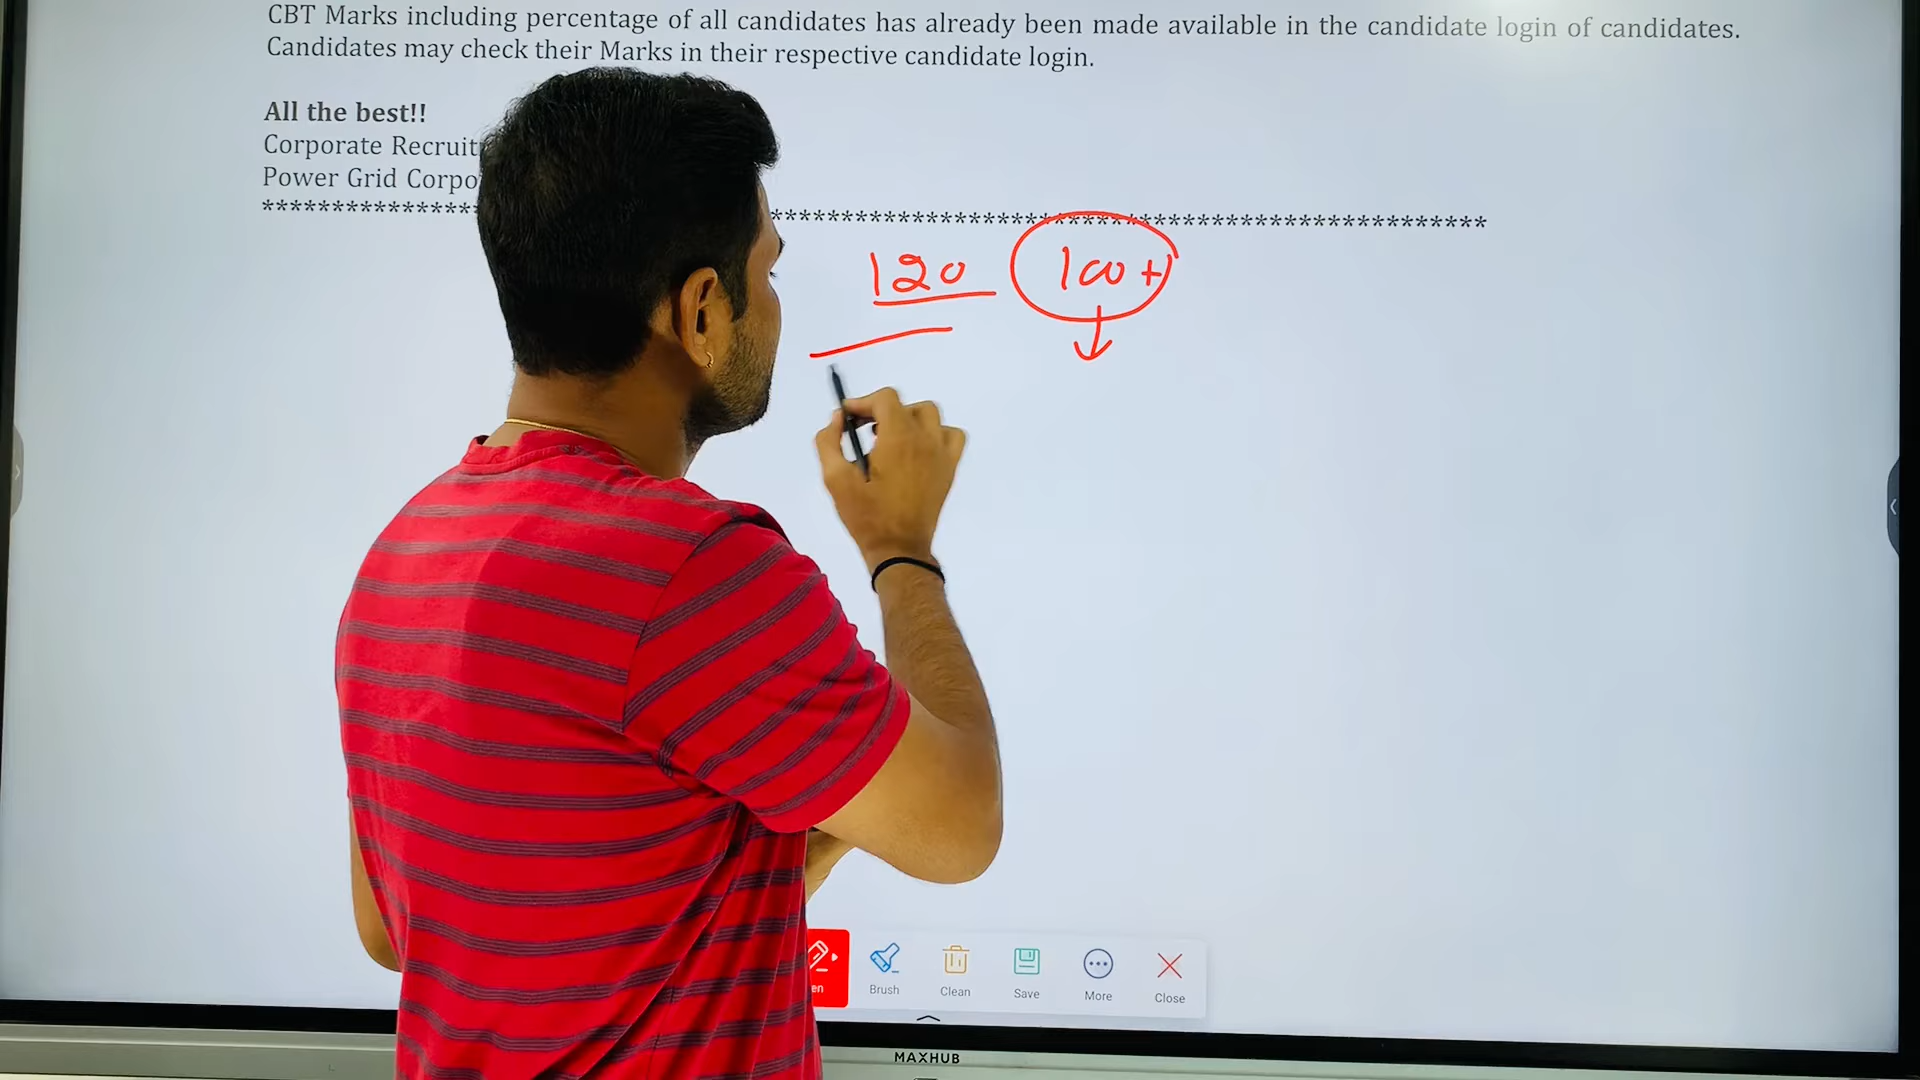 CBT Marks including percentage of all candidates has already been made available in the candidate login of candidates.
Candidates may check their Marks in their respective candidate login.
All the best!!
Corporate Recruit
Power Grid Corpo
120 100+
Brush Clean Save More Close
MAXHUB